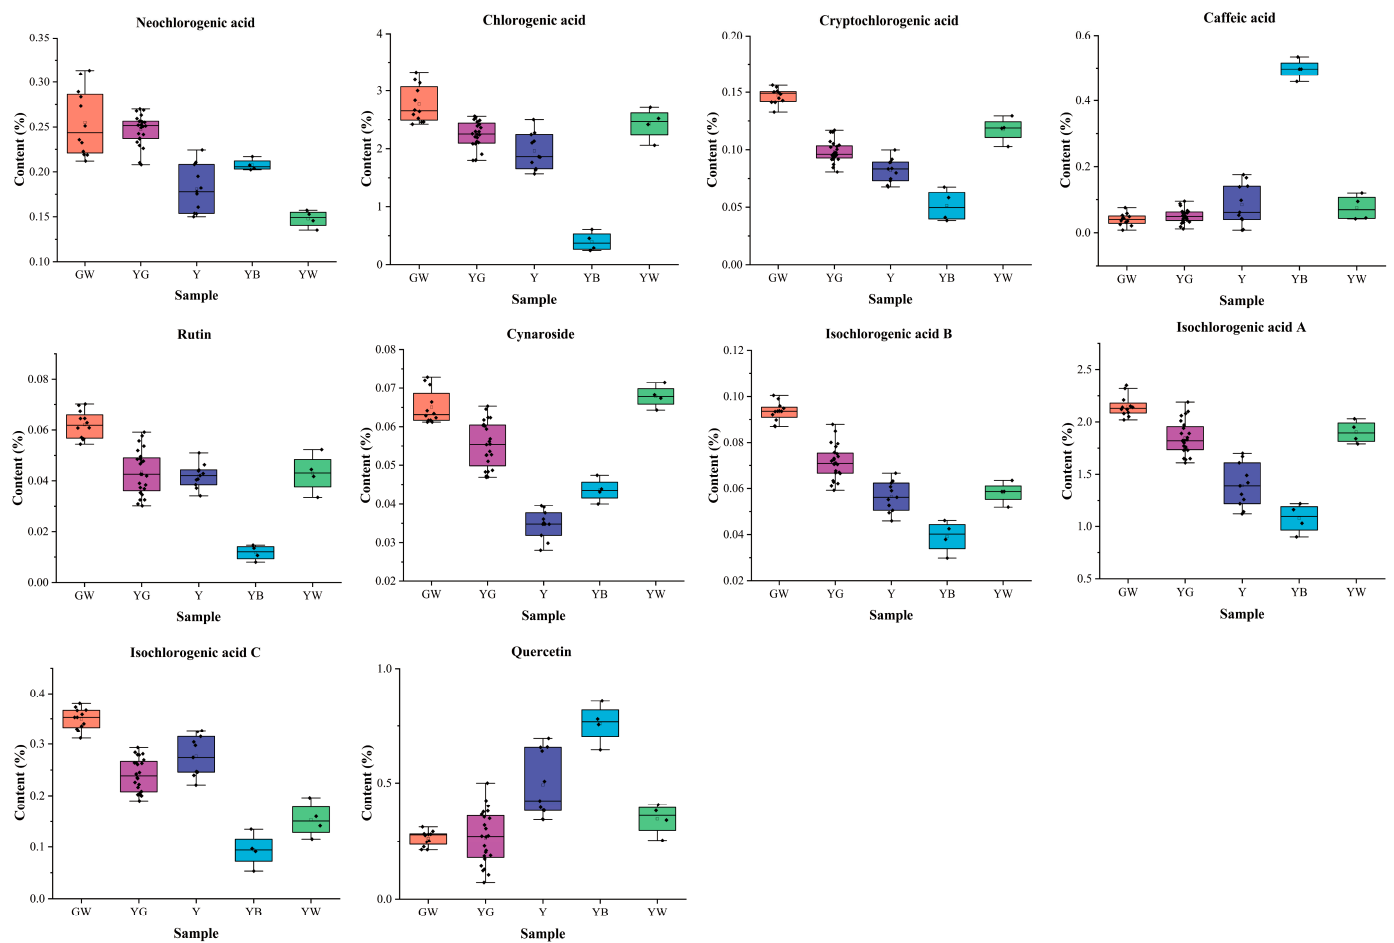 Neochlorogenic acid
Content (%)
0.35
0.30
0.25
0.20
0.15
0.10
GW YG Y YB YW
Sample
Chlorogenic acid
Content (%)
4
3
2
1
0
GW YG Y YB YW
Sample
Cryptochlorogenic acid
Content (%)
0.20
0.15
0.10
0.05
0.00
GW YG Y YB YW
Sample
Caffeic acid
Content (%)
0.6
0.4
0.2
0.0
GW YG Y YB YW
Sample
Rutin
Content (%)
0.08
0.06
0.04
0.02
0.00
GW YG Y YB YW
Sample
Cynaroside
Content (%)
0.08
0.07
0.06
0.05
0.04
0.03
0.02
GW YG Y YB YW
Sample
Isochlorogenic acid B
Content (%)
0.12
0.10
0.08
0.06
0.04
0.02
GW YG Y YB YW
Sample
Isochlorogenic acid A
Content (%)
2.5
2.0
1.5
1.0
0.5
GW YG Y YB YW
Sample
Isochlorogenic acid C
Content (%)
0.4
0.3
0.2
0.1
0.0
GW YG Y YB YW
Sample
Quercetin
Content (%)
1.0
0.5
0.0
GW YG Y YB YW
Sample